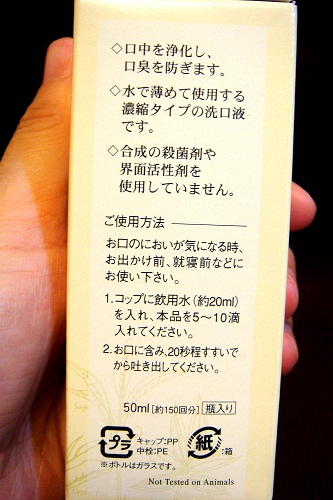 ◇口中を浄化し、
口臭を防ぎます。
◇水で薄めて使用する
濃縮タイプの洗口液
です。
◇合成の殺菌剤や
界面活性剤を
使用していません。
ご使用方法
お口のにおいが気になる時、
お出かけ前、就寝前などに
お使い下さい。
1.コップに飲用水（約20ml）
を入れ、本品を5〜10滴
入れてください。
2.お口に含み、20秒程すすいで
から吐き出してください。
50ml［約150回分］ 瓶入り
プラ キャップ:PP
中栓:PE
紙 :箱
※ボトルはガラスです。
Not Tested on Animals